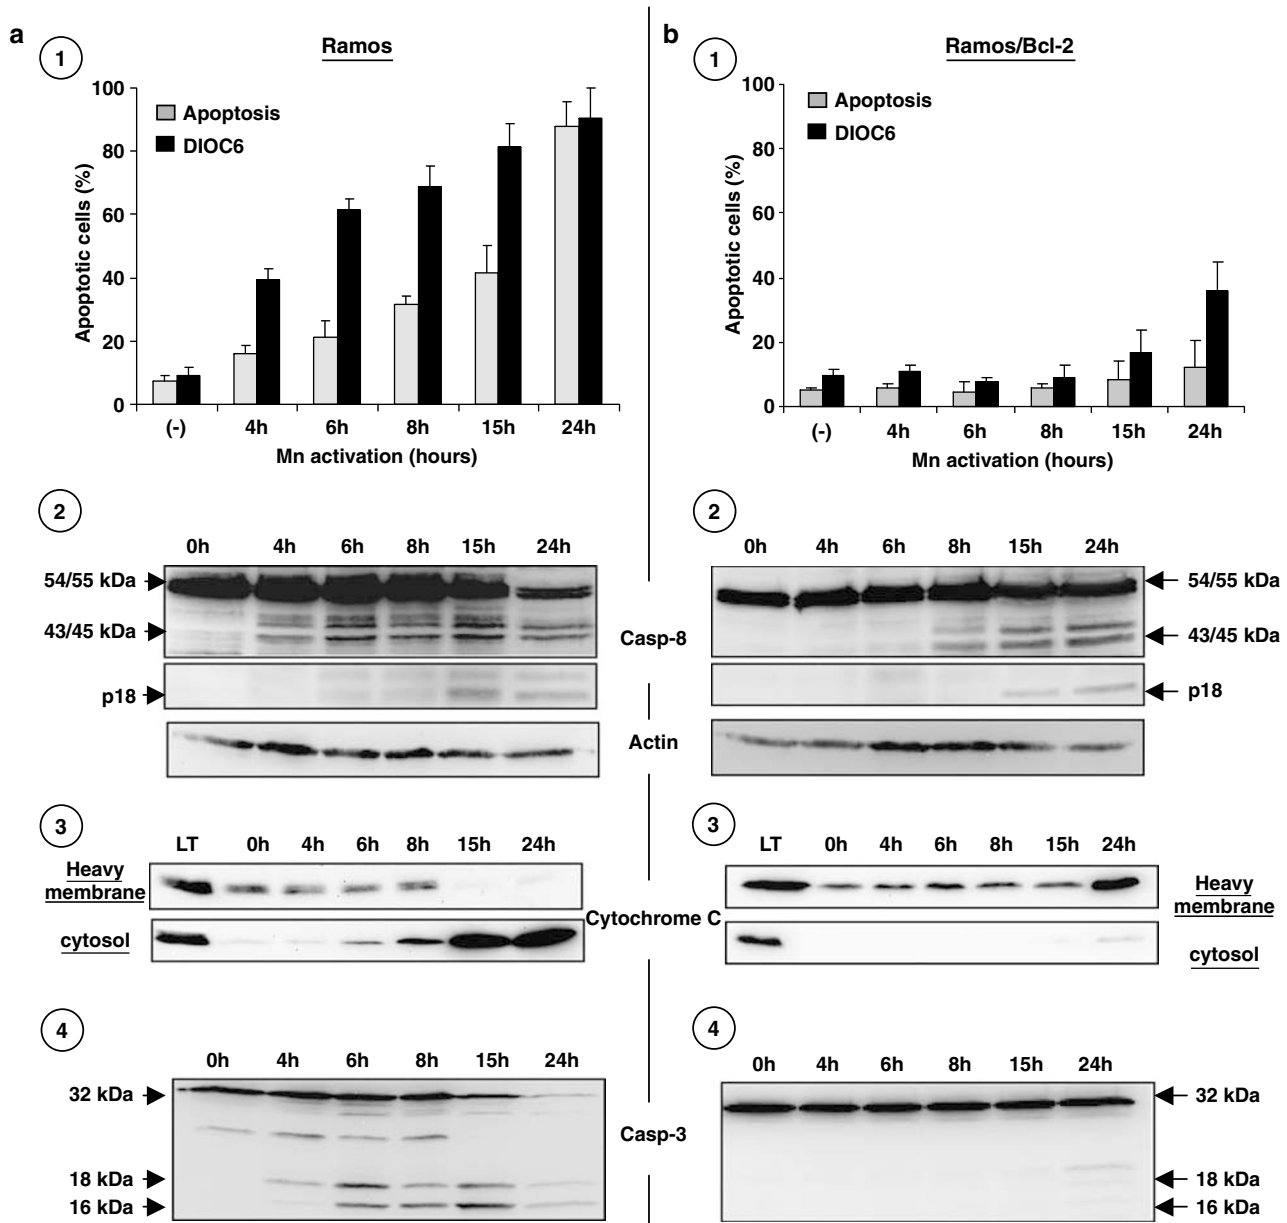 a
1
Ramos
100
80
60
40
20
0
Apoptotic cells (%)
Apoptosis
DIOC6
(-) 4h 6h 8h 15h 24h
Mn activation (hours)
2
0h 4h 6h 8h 15h 24h
54/55 kDa
43/45 kDa
p18
Casp-8
Actin
3
LT 0h 4h 6h 8h 15h 24h
Heavy
membrane
cytosol
Cytochrome C
4
0h 4h 6h 8h 15h 24h
32 kDa
18 kDa
16 kDa
Casp-3
b
1
Ramos/Bcl-2
100
80
60
40
20
0
Apoptotic cells (%)
Apoptosis
DIOC6
(-) 4h 6h 8h 15h 24h
Mn activation (hours)
2
0h 4h 6h 8h 15h 24h
54/55 kDa
43/45 kDa
p18
3
LT 0h 4h 6h 8h 15h 24h
Heavy
membrane
cytosol
4
0h 4h 6h 8h 15h 24h
32 kDa
18 kDa
16 kDa